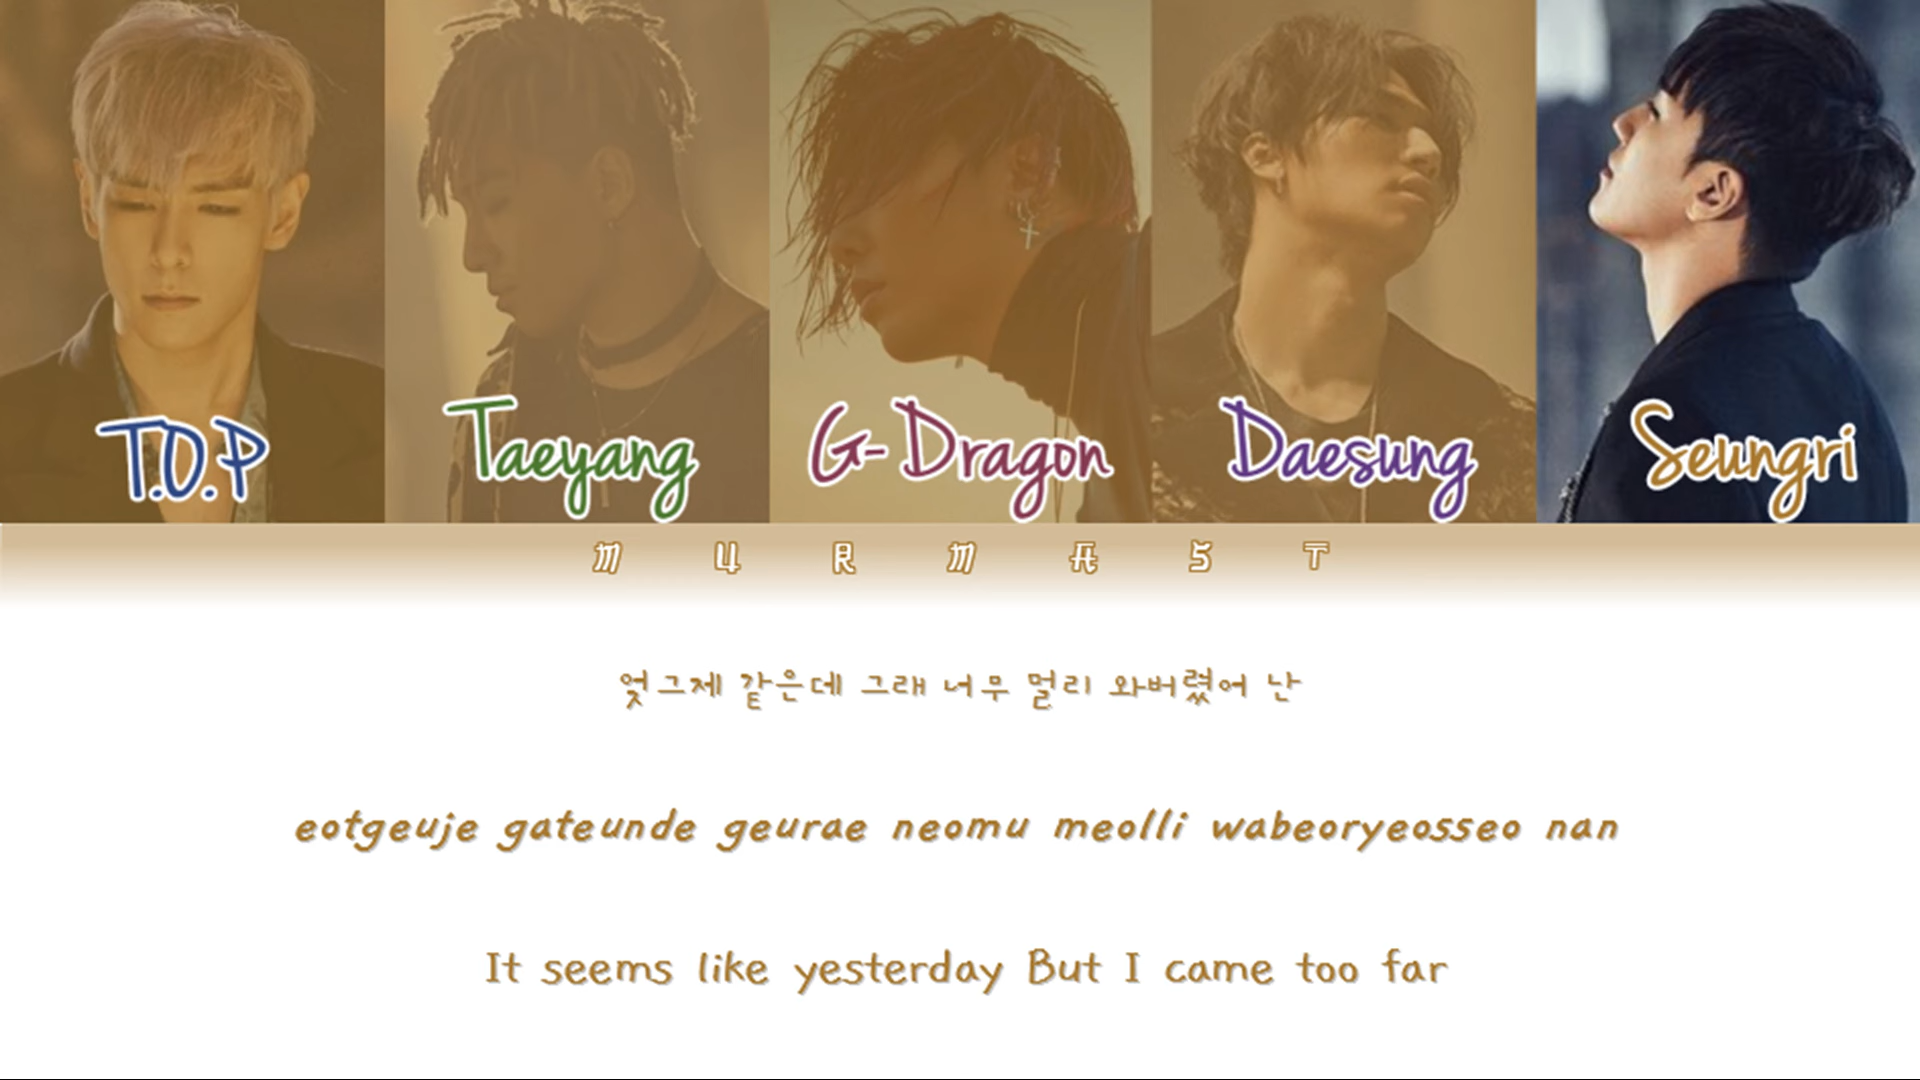 T.O.P Taeyang G-Dragon Daesung Seungri
MURMAST
엊그제 같은데 그래 너무 멀리 와버렸어 난
eotgeuje gateunde geurae neomu meolli wabeoryeosseo nan
It seems like yesterday But I came too far